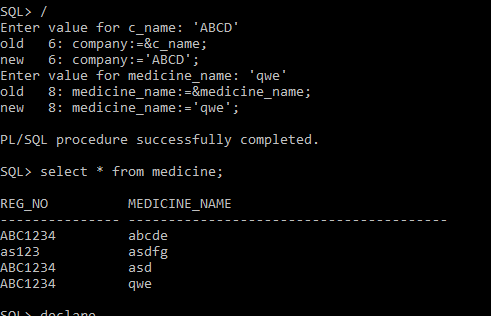 SQL> /
Enter value for c_name: 'ABCD'
old   6: company:=&c_name;
new   6: company:='ABCD';
Enter value for medicine_name: 'qwe'
old   8: medicine_name:=&medicine_name;
new   8: medicine_name:='qwe';
PL/SQL procedure successfully completed.
SQL> select * from medicine;
REG_NO          MEDICINE_NAME
--------------- ----------------------------------------
ABC1234         abcde
as123           asdfg
ABC1234         asd
ABC1234         qwe
SQL> declare